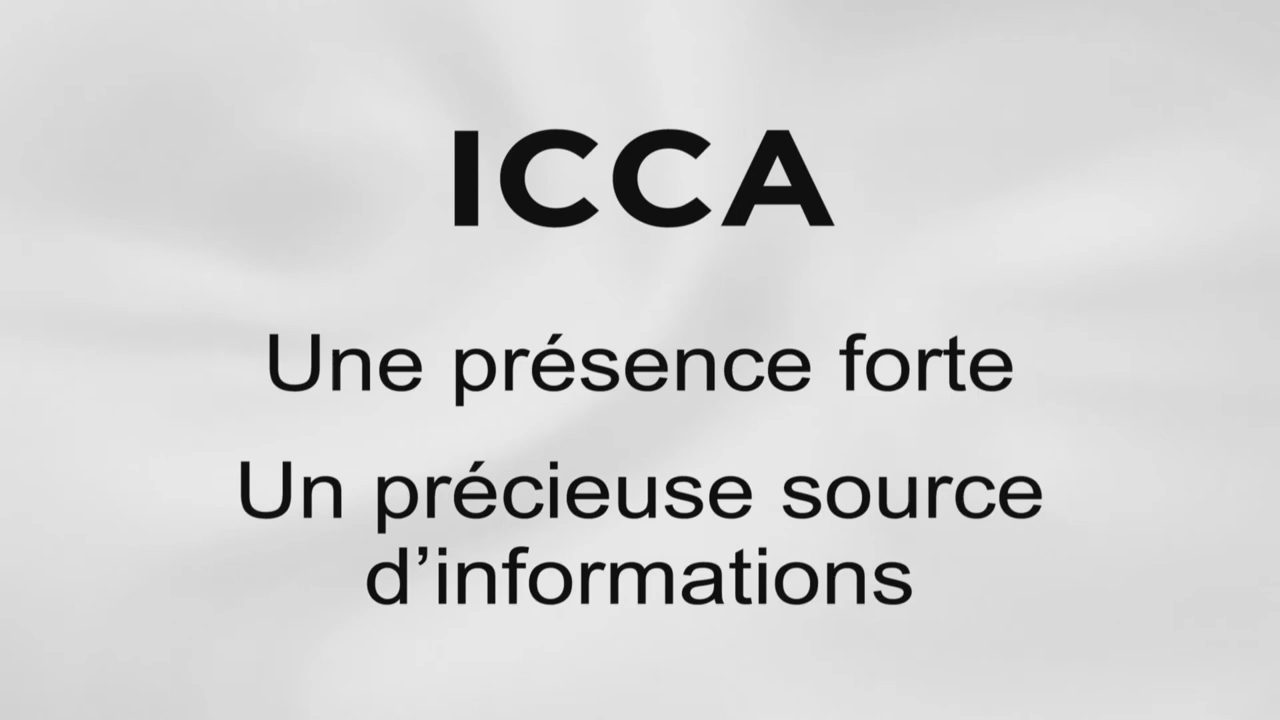 ICCA
Une présence forte
Un précieuse source
d’informations